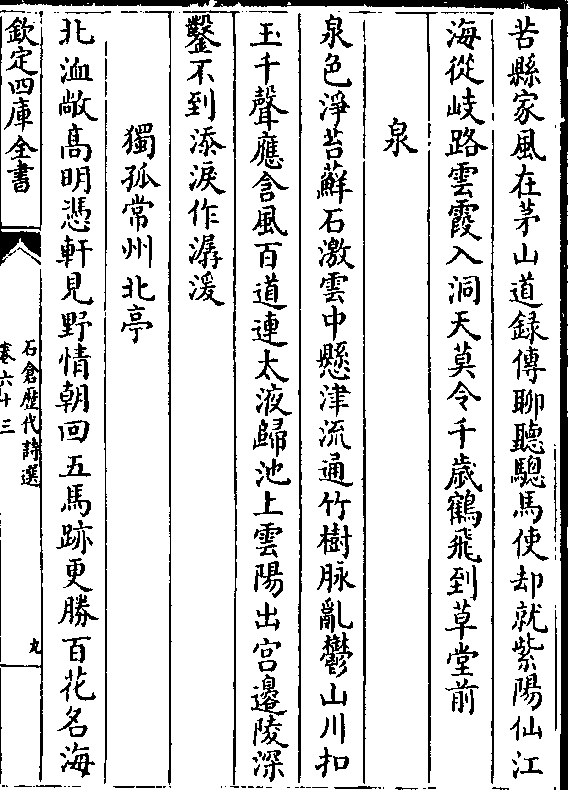 苦縣家風在茅山道録傳聊聽驄馬使却就紫陽仙江
海從岐路雲霞入洞天莫令千歲鶴飛到草堂前
泉
泉色淨苔蘚石激雲中懸津流通竹樹脉亂鬱山川扣
玉千聲應含風百道連太液歸池上雲陽出宫邊陵深
鑿不到添淚作潺湲
獨孤常州北亭
北洫敞髙明憑軒見野情朝回五馬跡更勝百花名海
欽定四庫全書
石倉歴代詩選
卷六十三
九